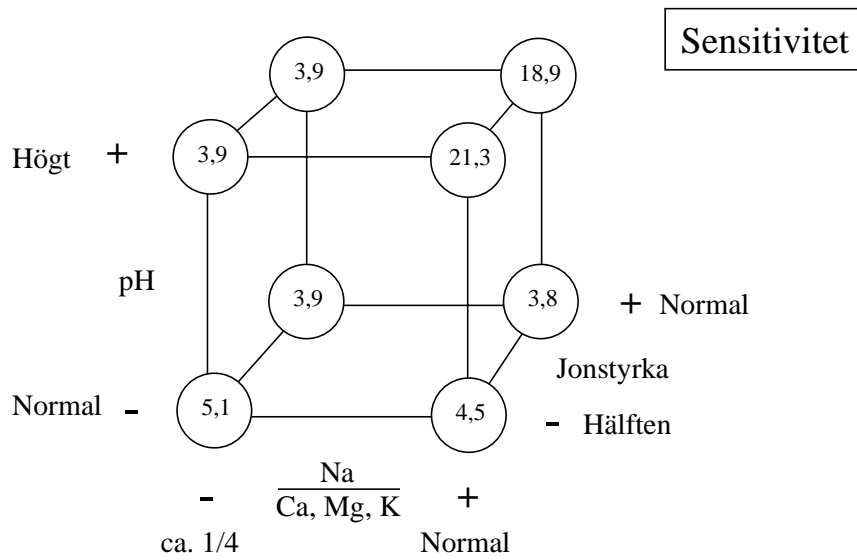 Sensitivitet
3,9 18,9
Högt + 3,9 21,3
pH
3,9 3,8 + Normal
Jonstyrka
Normal - 5,1 4,5 - Hälften
Na
Ca, Mg, K
- +
ca. 1/4 Normal